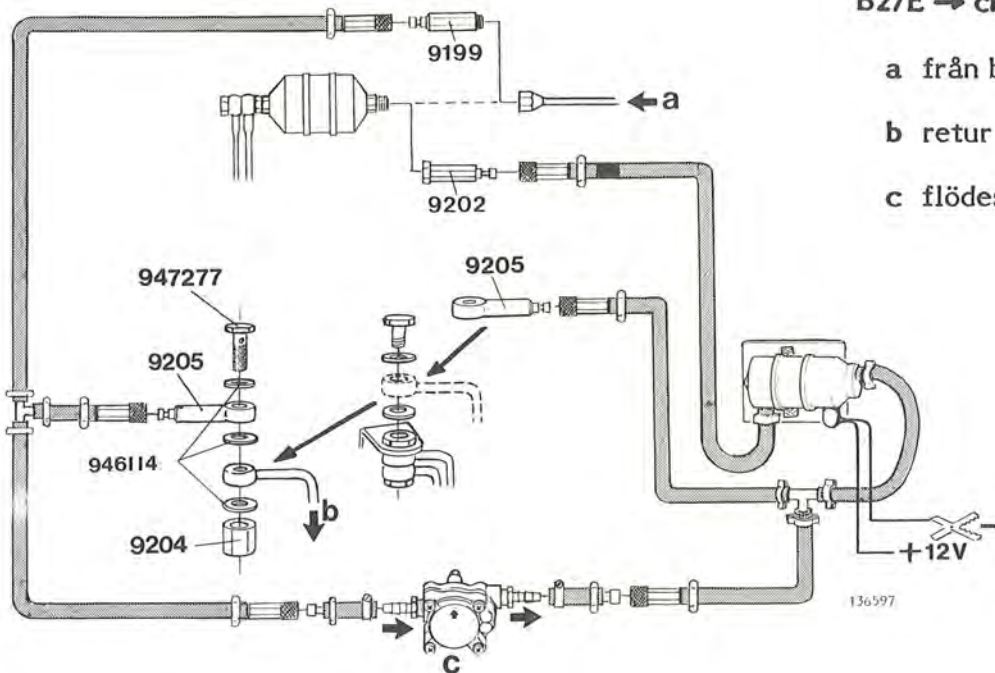 B27E → c
a från b
b retur
c flödes
9199
a
9202
9205
947277
9205
946114
b
9204
+12V
136597
c